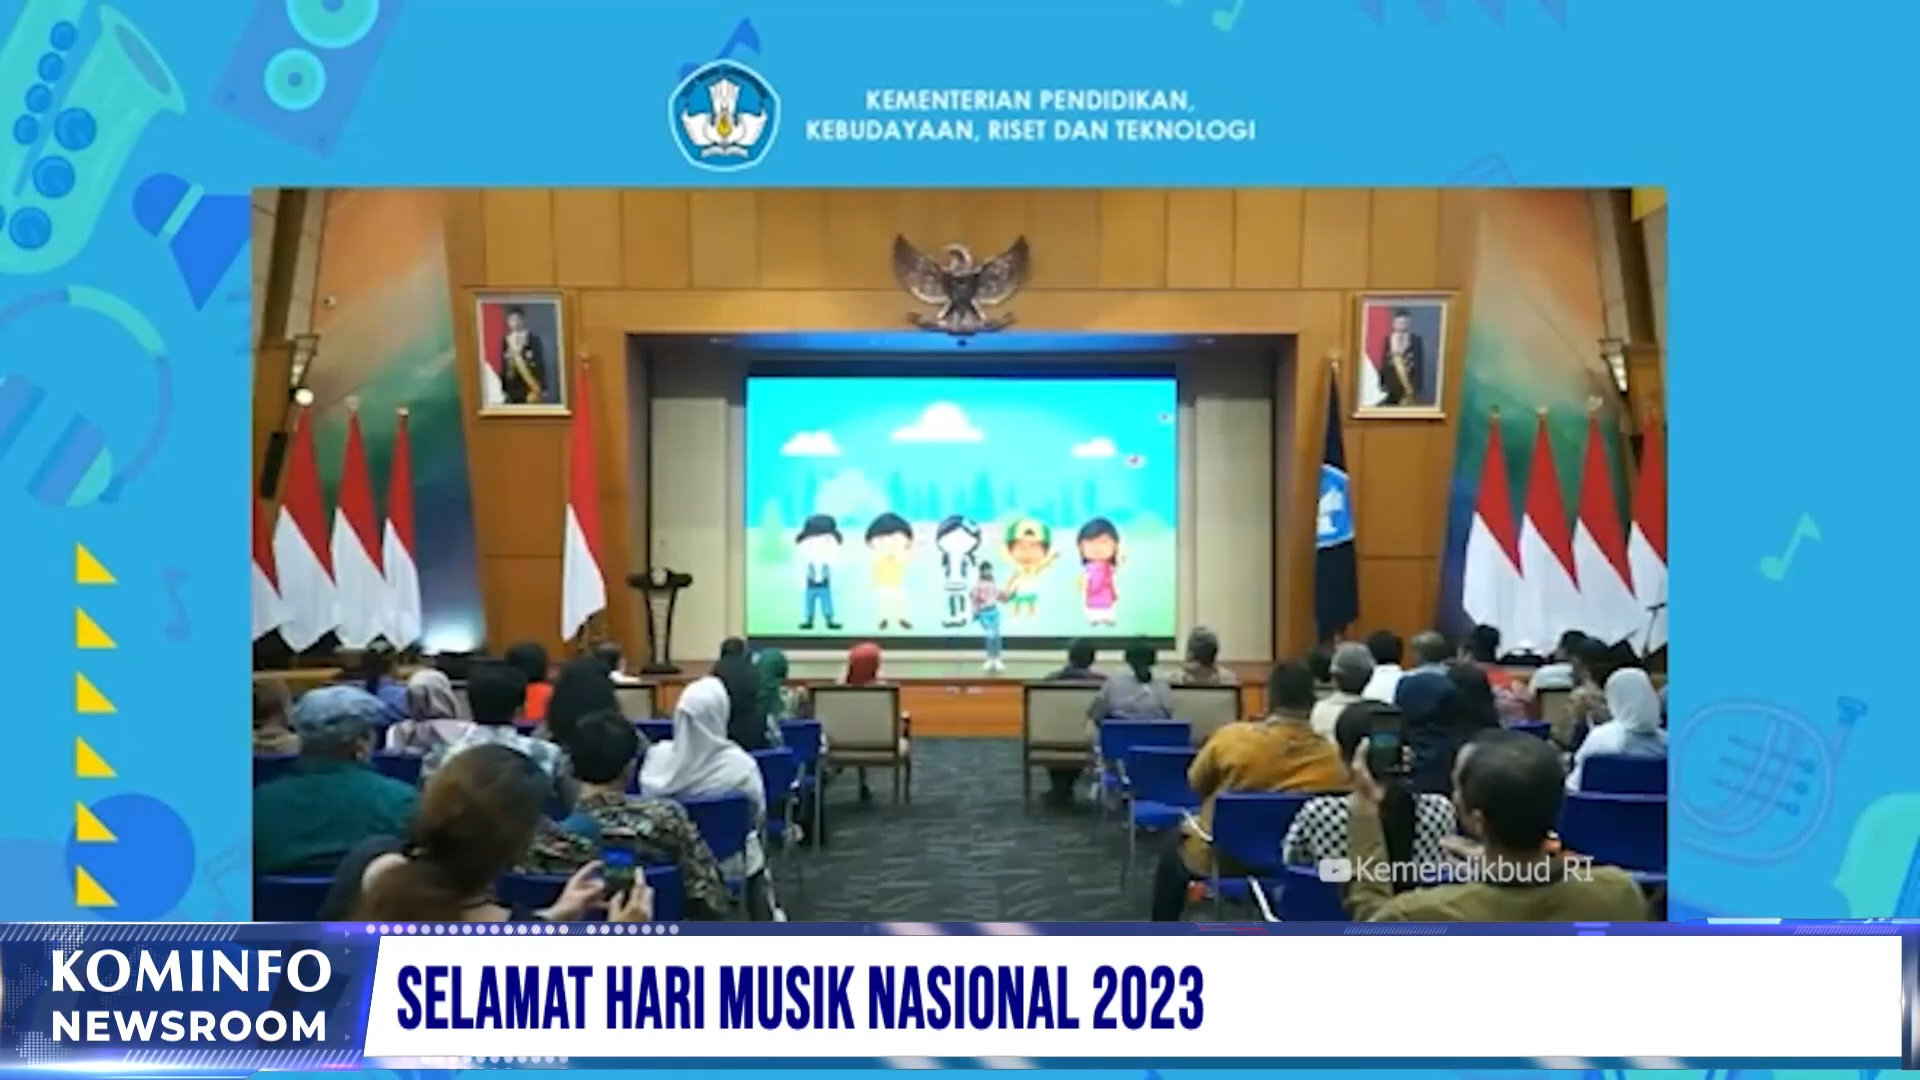 KEMENTERIAN PENDIDIKAN,
KEBUDAYAAN, RISET DAN TEKNOLOGI
Kemendikbud RI
KOMINFO
NEWSROOM
SELAMAT HARI MUSIK NASIONAL 2023